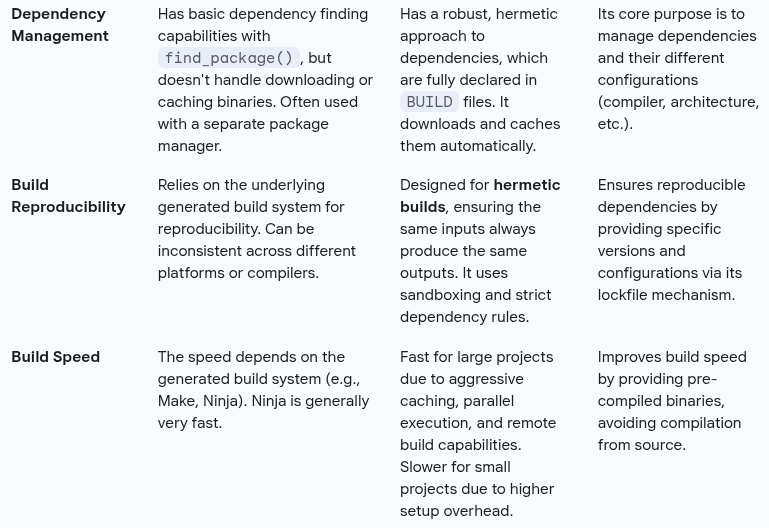 Dependency
Management
Has basic dependency finding
capabilities with
find_package() , but
doesn't handle downloading or
caching binaries. Often used
with a separate package
manager.
Has a robust, hermetic
approach to
dependencies, which
are fully declared in
BUILD files. It
downloads and caches
them automatically.
Its core purpose is to
manage dependencies
and their different
configurations
(compiler, architecture,
etc.).
Build
Reproducibility
Relies on the underlying
generated build system for
reproducibility. Can be
inconsistent across different
platforms or compilers.
Designed for hermetic
builds, ensuring the
same inputs always
produce the same
outputs. It uses
sandboxing and strict
dependency rules.
Ensures reproducible
dependencies by
providing specific
versions and
configurations via its
lockfile mechanism.
Build Speed
The speed depends on the
generated build system (e.g.,
Make, Ninja). Ninja is generally
very fast.
Fast for large projects
due to aggressive
caching, parallel
execution, and remote
build capabilities.
Slower for small
projects due to higher
setup overhead.
Improves build speed
by providing pre-
compiled binaries,
avoiding compilation
from source.